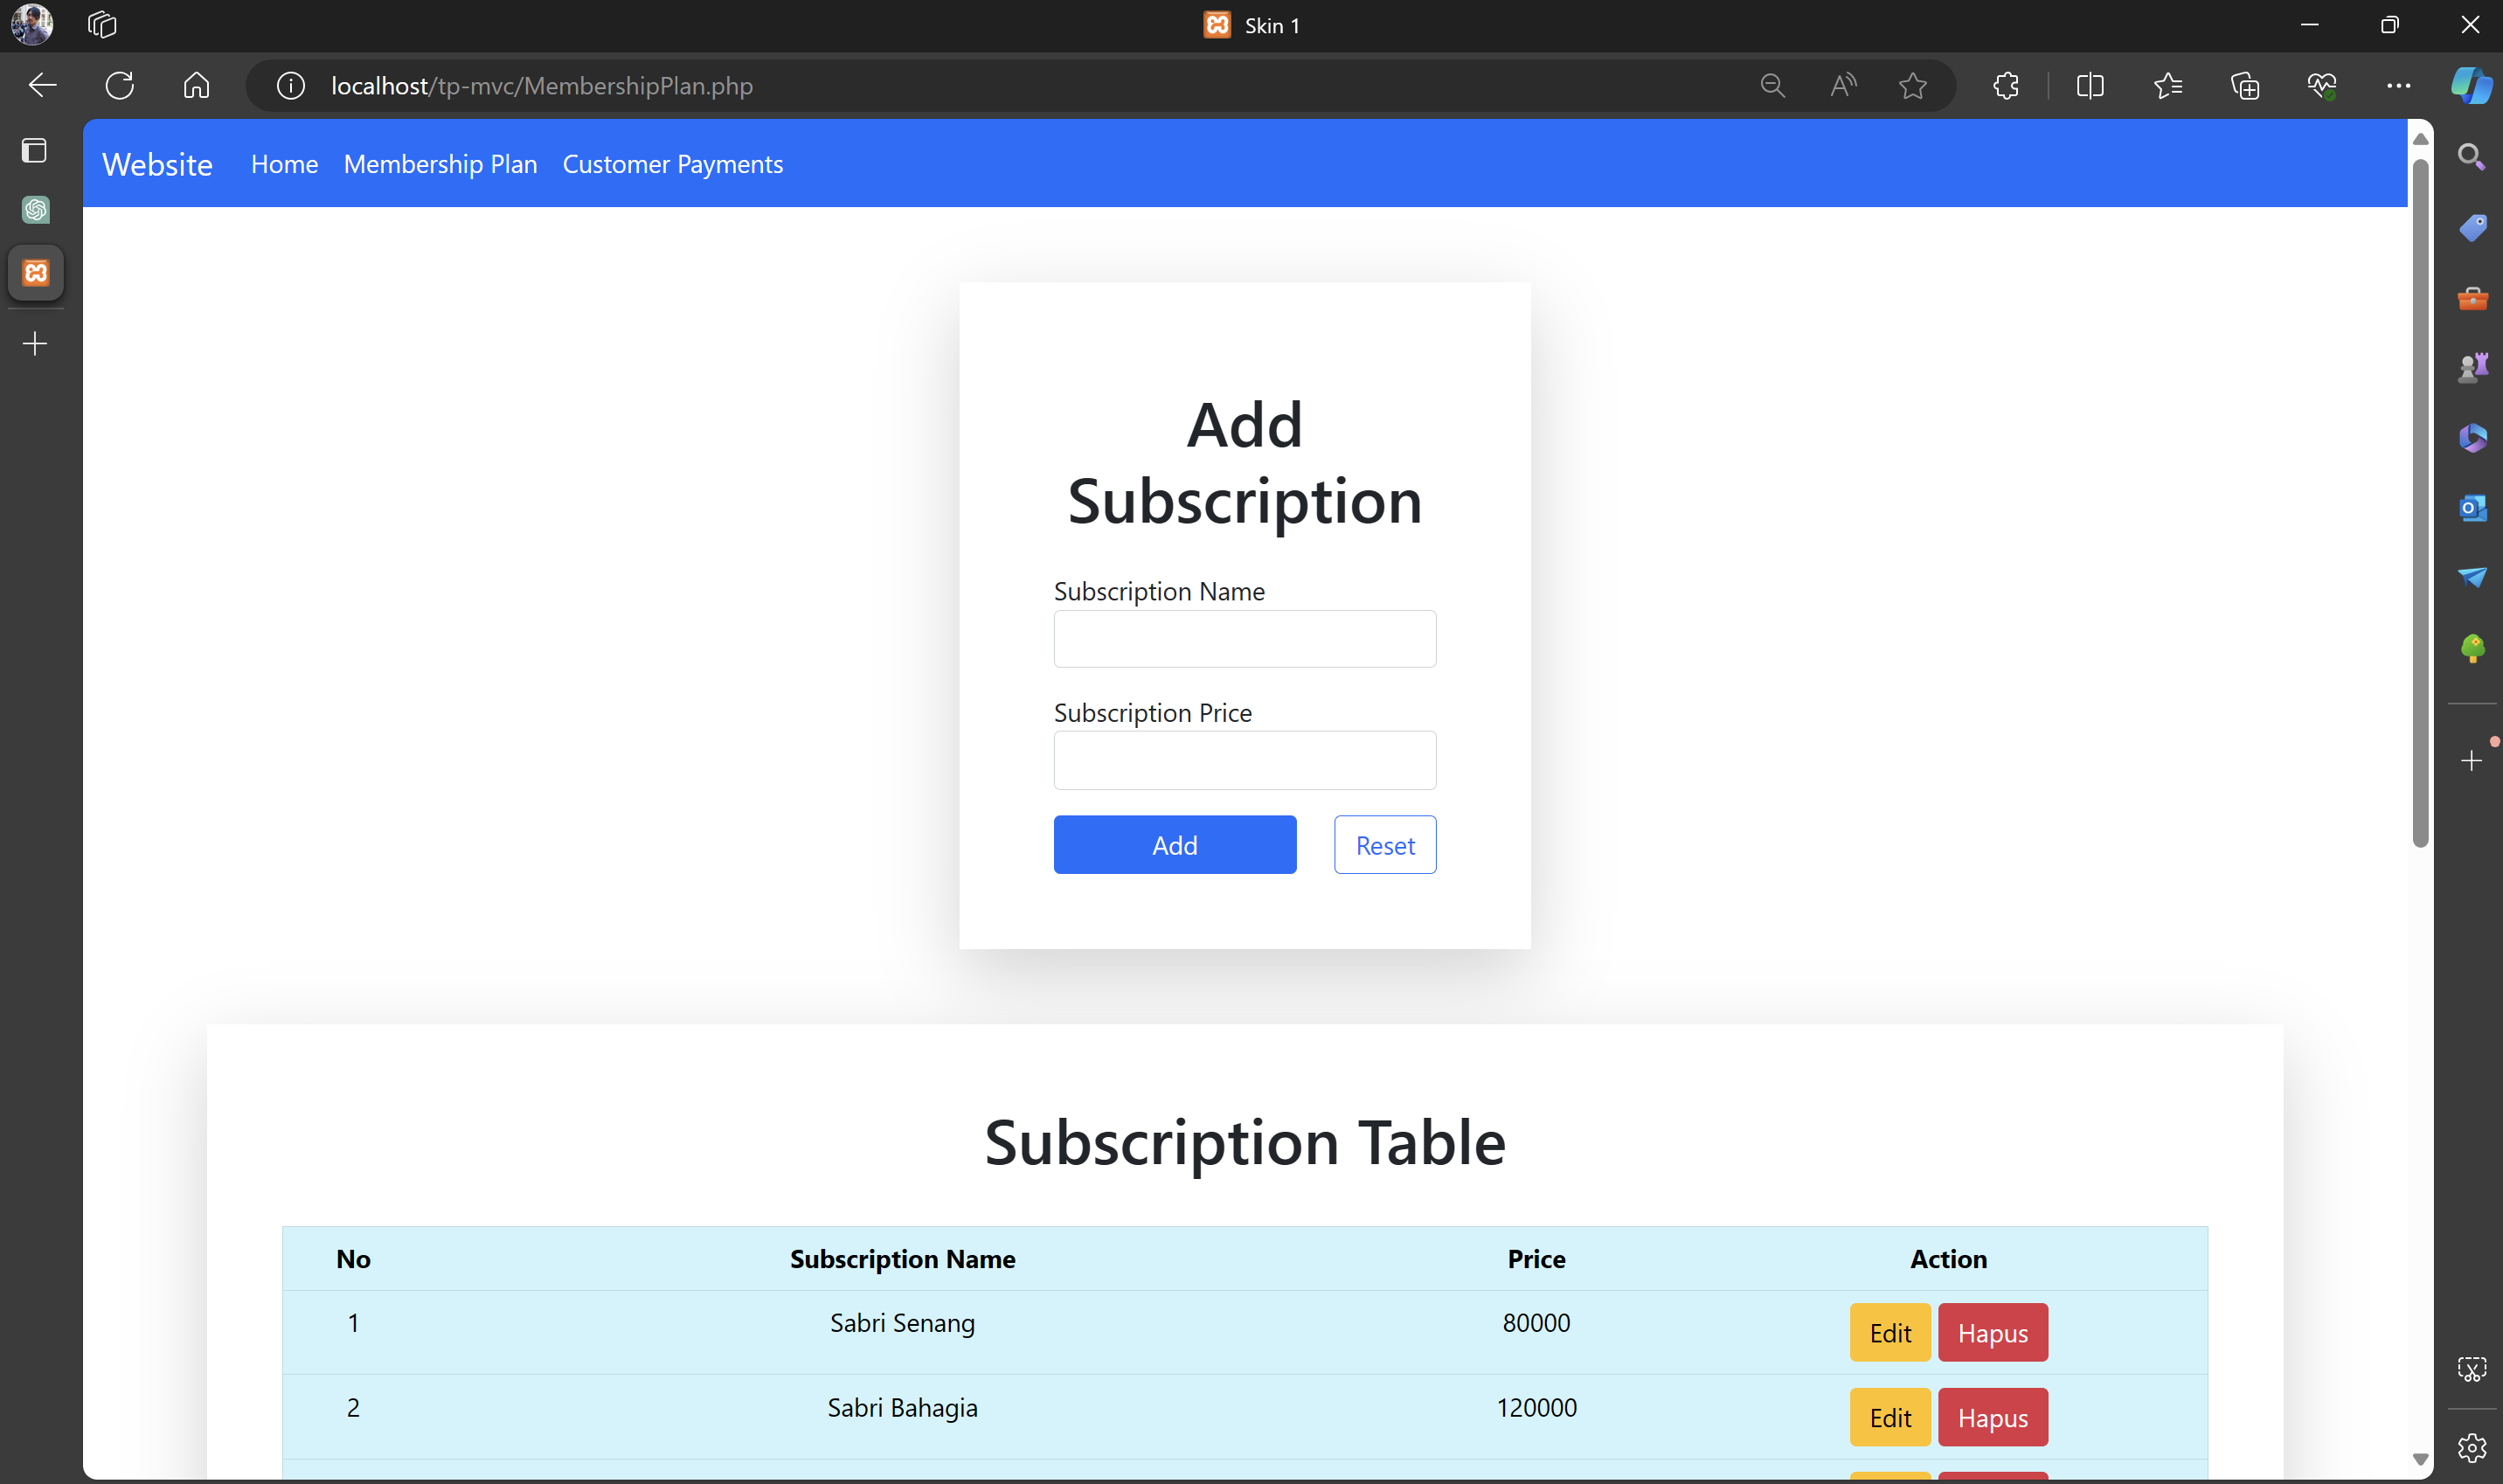 Skin 1
localhost/tp-mvc/MembershipPlan.php
Website Home Membership Plan Customer Payments
Add
Subscription
Subscription Name
Subscription Price
Add Reset
Subscription Table
No Subscription Name Price Action
1 Sabri Senang 80000 Edit Hapus
2 Sabri Bahagia 120000 Edit Hapus